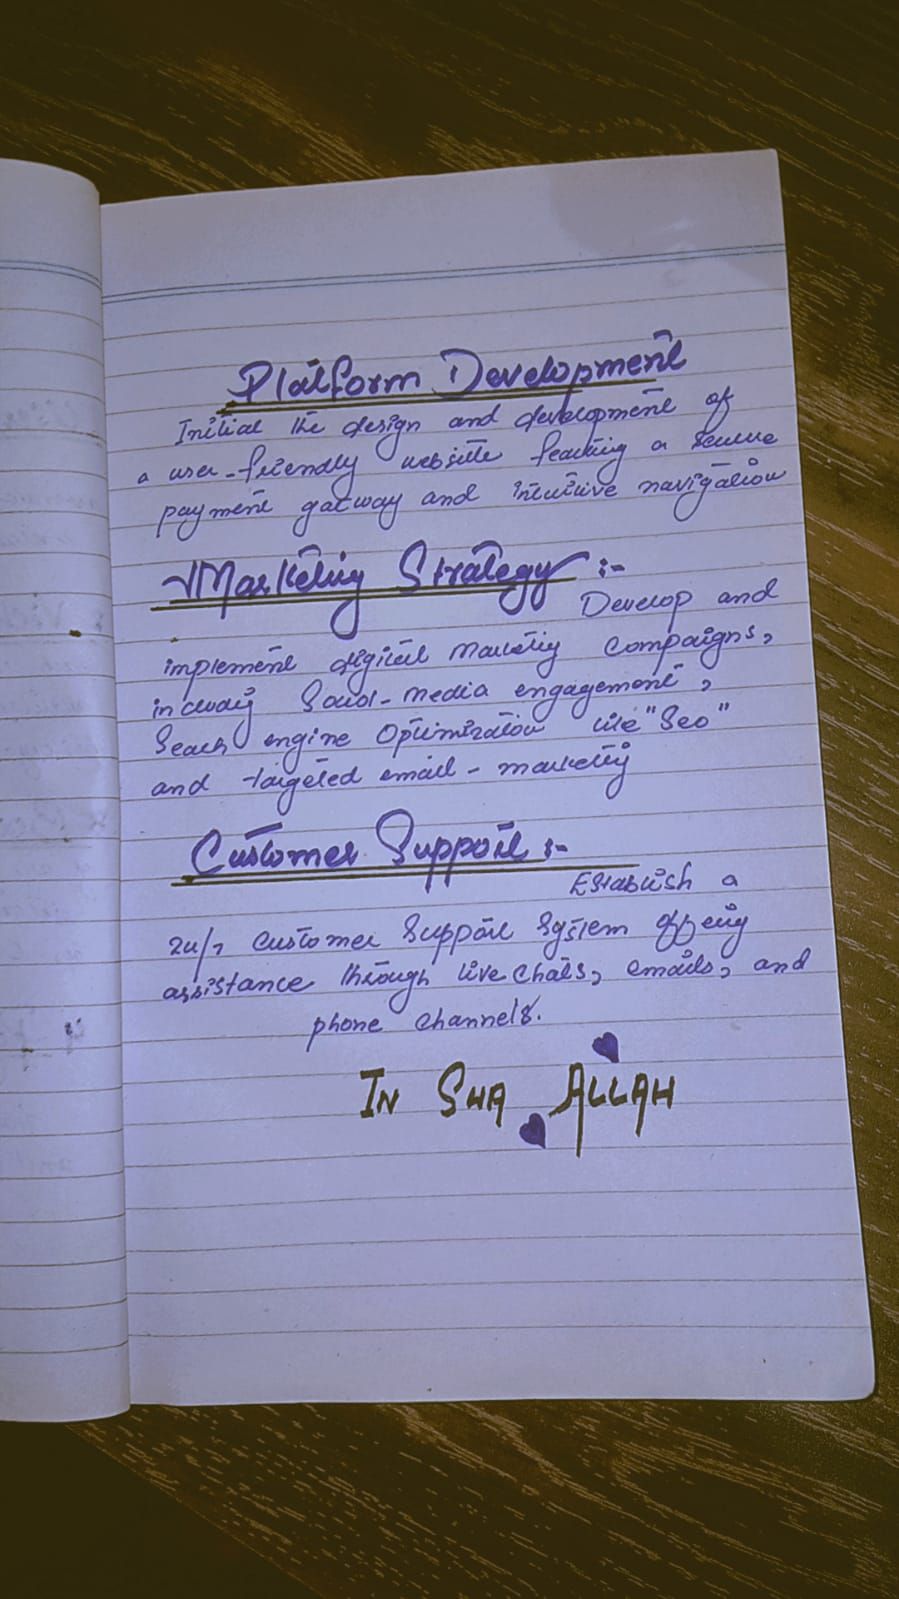 Platform Development
Initial the design and development of
a user-friendly website featuring a secure
payment gatway and intuitive navigation
Marketing Strategy :-
Develop and
implement digital marketing campaigns,
including Social-media engagement,
Search engine Optimization like "Seo"
and targeted email-marketing
Customer Support :-
Establish a
24/7 customer support system offering
assistance through live chats, emails, and
phone channels.
IN SHA ALLAH